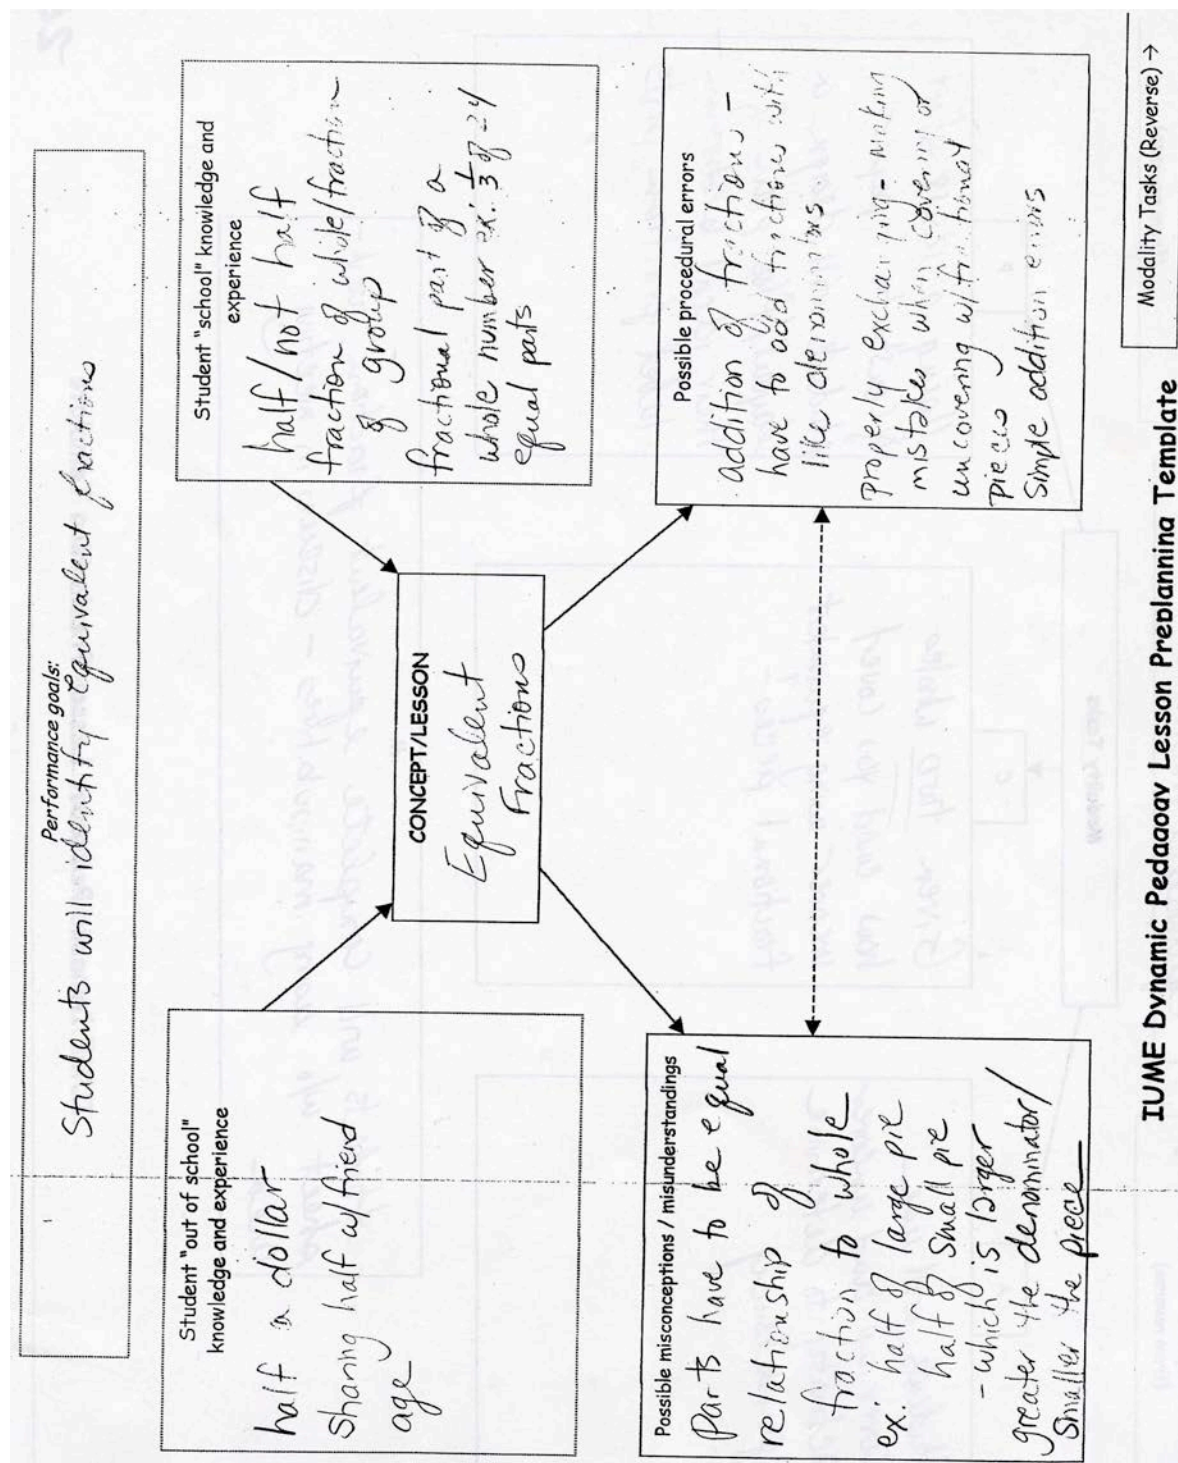 Performance goals:
Students will identify equivalent fractions
Student "out of school"
knowledge and experience
half a dollar
Sharing half w/friend
age
Student "school" knowledge and
experience
half/not half
fraction of whole/fraction
of group
fractional part of a
whole number ex: 1/3 of 24
equal parts
CONCEPT/LESSON
Equivalent
Fractions
Possible misconceptions / misunderstandings
Parts have to be equal
relationship of
fraction to whole
ex: half of large pie
half of small pie
- which is larger
greater the denominator/
smaller the piece
Possible procedural errors
addition of fractions -
have to add fractions with
like denominators
properly exchanging - making
mistakes when covering or
uncovering w/fractional
pieces
Simple addition errors
IUME Dynamic Pedagogy Lesson Preplanning Template
Modality Tasks (Reverse) →